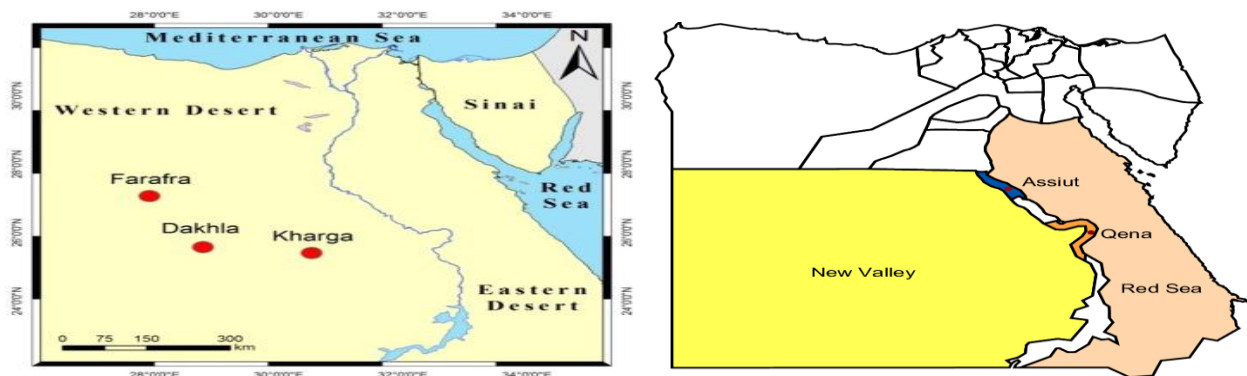 28°0'0"E 30°0'0"E 32°0'0"E 34°0'0"E
Mediterranean Sea
N
30°0'0"N
30°0'0"N
Western Desert
Sinai
28°0'0"N
28°0'0"N
Farafra
Red
Sea
Dakhla
Kharga
26°0'0"N
26°0'0"N
Eastern
Desert
24°0'0"N
24°0'0"N
0 75 150 300
km
28°0'0"E 30°0'0"E 32°0'0"E 34°0'0"E
Assiut
Qena
New Valley
Red Sea